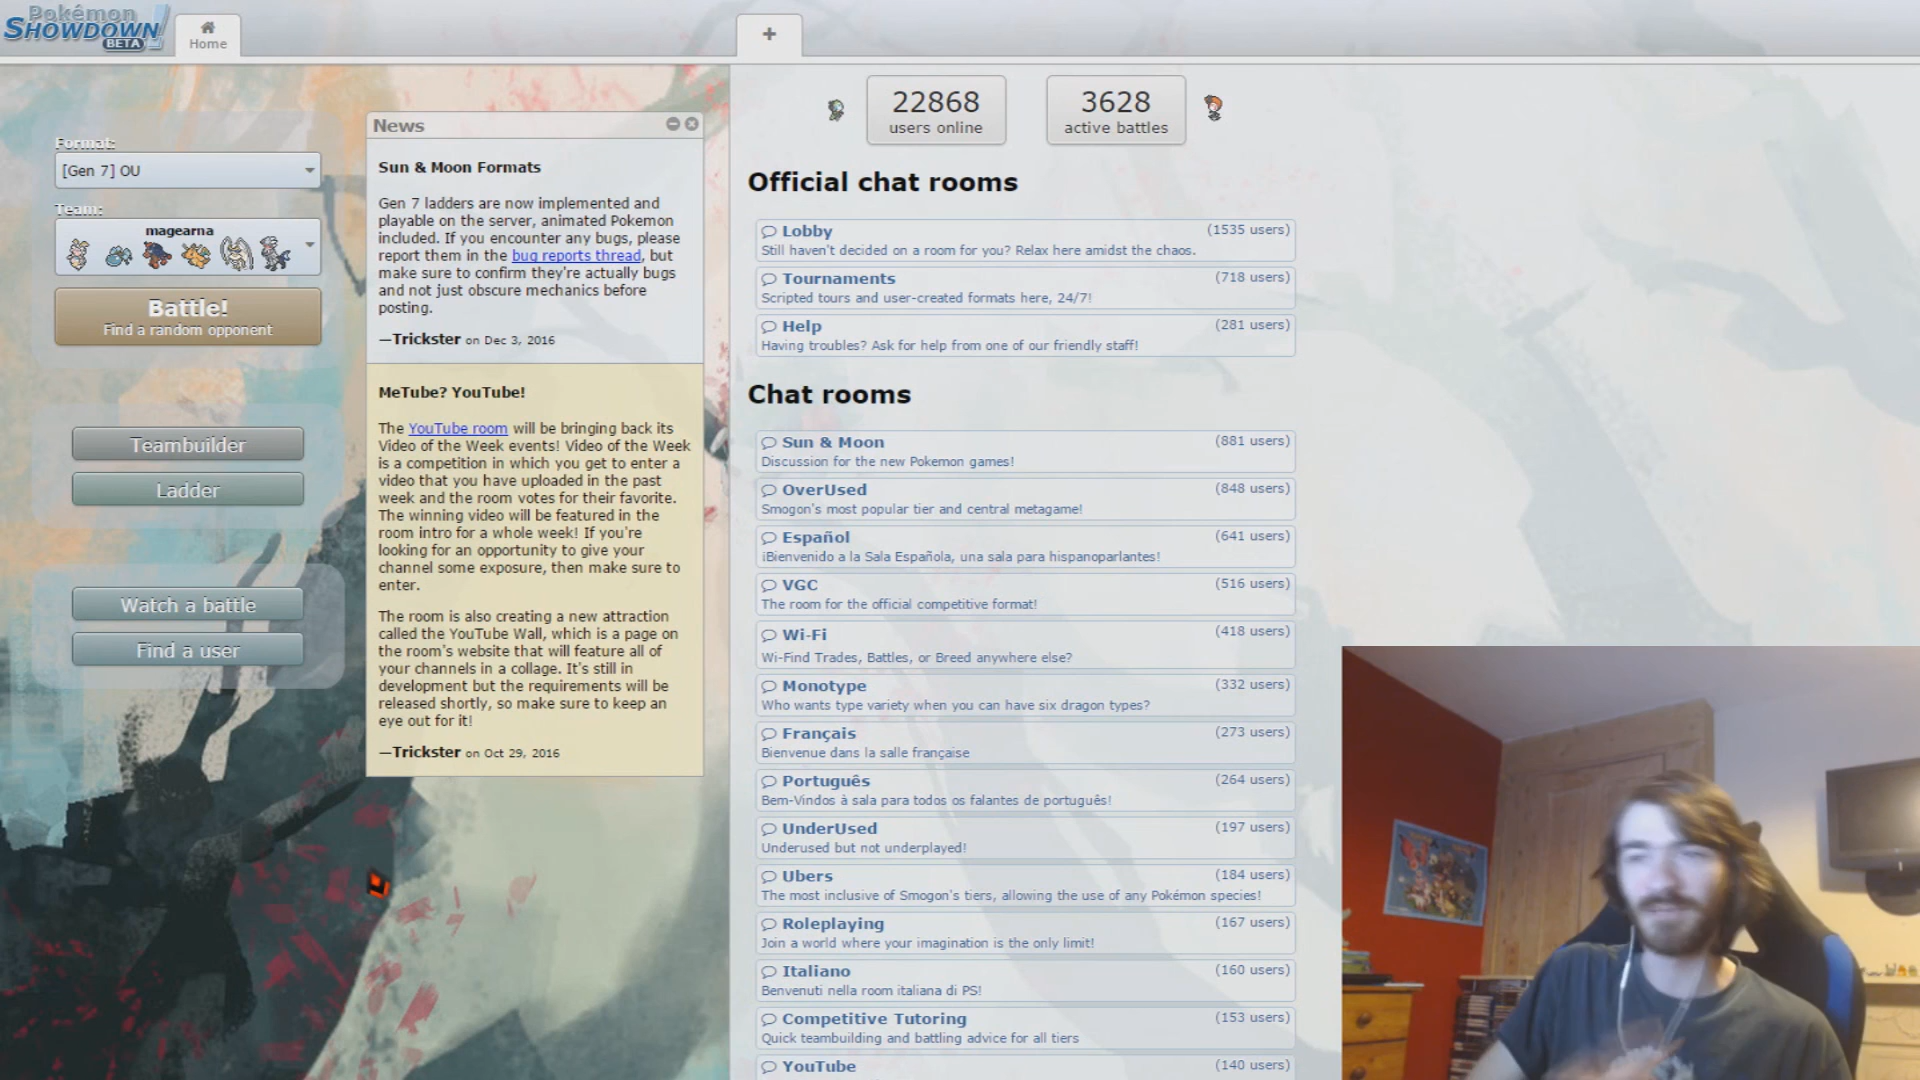 Pokémon
SHOWDOWN!
BETA
Home
+
Format:
[Gen 7] OU
Team:
magearna
Battle!
Find a random opponent
Teambuilder
Ladder
Watch a battle
Find a user
News
Sun & Moon Formats
Gen 7 ladders are now implemented and
playable on the server, animated Pokemon
included. If you encounter any bugs, please
report them in the bug reports thread, but
make sure to confirm they're actually bugs
and not just obscure mechanics before
posting.
—Trickster on Dec 3, 2016
MeTube? YouTube!
The YouTube room will be bringing back its
Video of the Week events! Video of the Week
is a competition in which you get to enter a
video that you have uploaded in the past
week and the room votes for their favorite.
The winning video will be featured in the
room intro for a whole week! If you're
looking for an opportunity to give your
channel some exposure, then make sure to
enter.
The room is also creating a new attraction
called the YouTube Wall, which is a page on
the room's website that will feature all of
your channels in a collage. It's still in
development but the requirements will be
released shortly, so make sure to keep an
eye out for it!
—Trickster on Oct 29, 2016
22868
users online
3628
active battles
Official chat rooms
Lobby (1535 users)
Still haven't decided on a room for you? Relax here amidst the chaos.
Tournaments (718 users)
Scripted tours and user-created formats here, 24/7!
Help (281 users)
Having troubles? Ask for help from one of our friendly staff!
Chat rooms
Sun & Moon (881 users)
Discussion for the new Pokemon games!
OverUsed (848 users)
Smogon's most popular tier and central metagame!
Español (641 users)
¡Bienvenido a la Sala Española, una sala para hispanoparlantes!
VGC (516 users)
The room for the official competitive format!
Wi-Fi (418 users)
Wi-Find Trades, Battles, or Breed anywhere else?
Monotype (332 users)
Who wants type variety when you can have six dragon types?
Français (273 users)
Bienvenue dans la salle française
Português (264 users)
Bem-Vindos à sala para todos os falantes de português!
UnderUsed (197 users)
Underused but not underplayed!
Ubers (184 users)
The most inclusive of Smogon's tiers, allowing the use of any Pokémon species!
Roleplaying (167 users)
Join a world where your imagination is the only limit!
Italiano (160 users)
Benvenuti nella room italiana di PS!
Competitive Tutoring (153 users)
Quick teambuilding and battling advice for all tiers
YouTube (140 users)